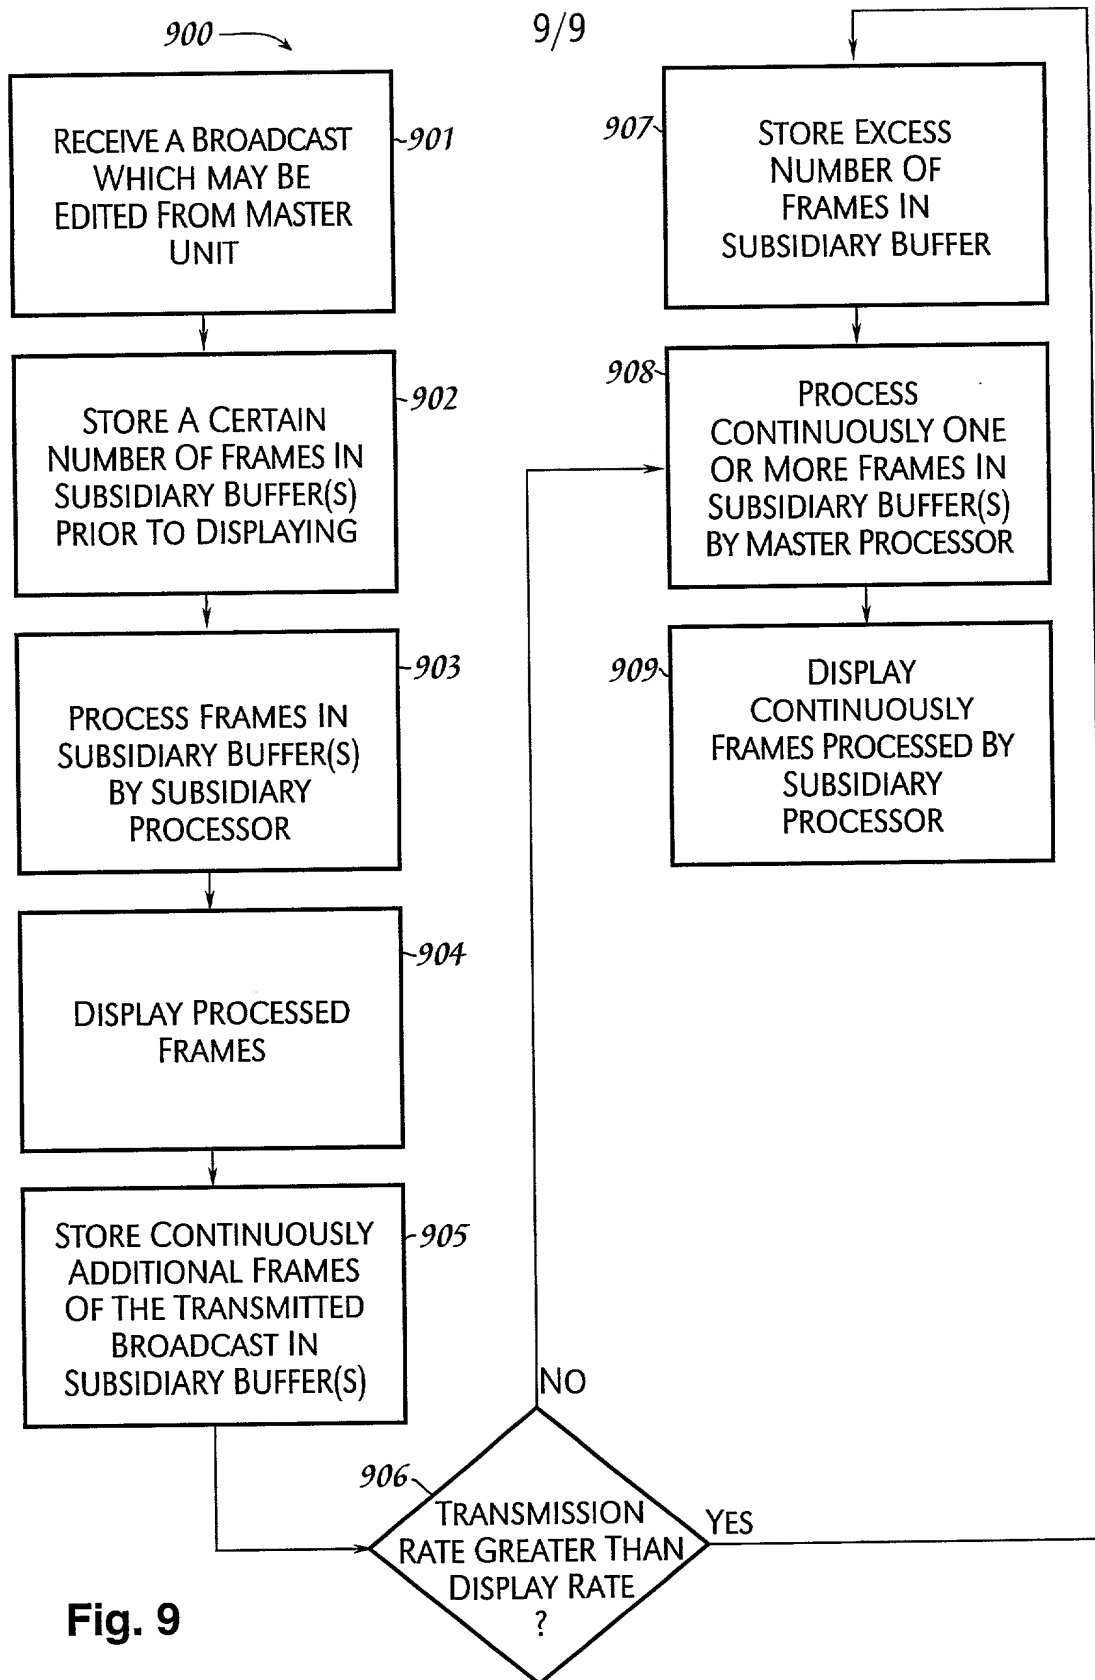 9/9
900
RECEIVE A BROADCAST
WHICH MAY BE
EDITED FROM MASTER
UNIT
901
STORE A CERTAIN
NUMBER OF FRAMES IN
SUBSIDIARY BUFFER(S)
PRIOR TO DISPLAYING
902
PROCESS FRAMES IN
SUBSIDIARY BUFFER(S)
BY SUBSIDIARY
PROCESSOR
903
DISPLAY PROCESSED
FRAMES
904
STORE CONTINUOUSLY
ADDITIONAL FRAMES
OF THE TRANSMITTED
BROADCAST IN
SUBSIDIARY BUFFER(S)
905
906
TRANSMISSION
RATE GREATER THAN
DISPLAY RATE
?
NO
YES
907
STORE EXCESS
NUMBER OF
FRAMES IN
SUBSIDIARY BUFFER
908
PROCESS
CONTINUOUSLY ONE
OR MORE FRAMES IN
SUBSIDIARY BUFFER(S)
BY MASTER PROCESSOR
909
DISPLAY
CONTINUOUSLY
FRAMES PROCESSED BY
SUBSIDIARY
PROCESSOR
Fig. 9